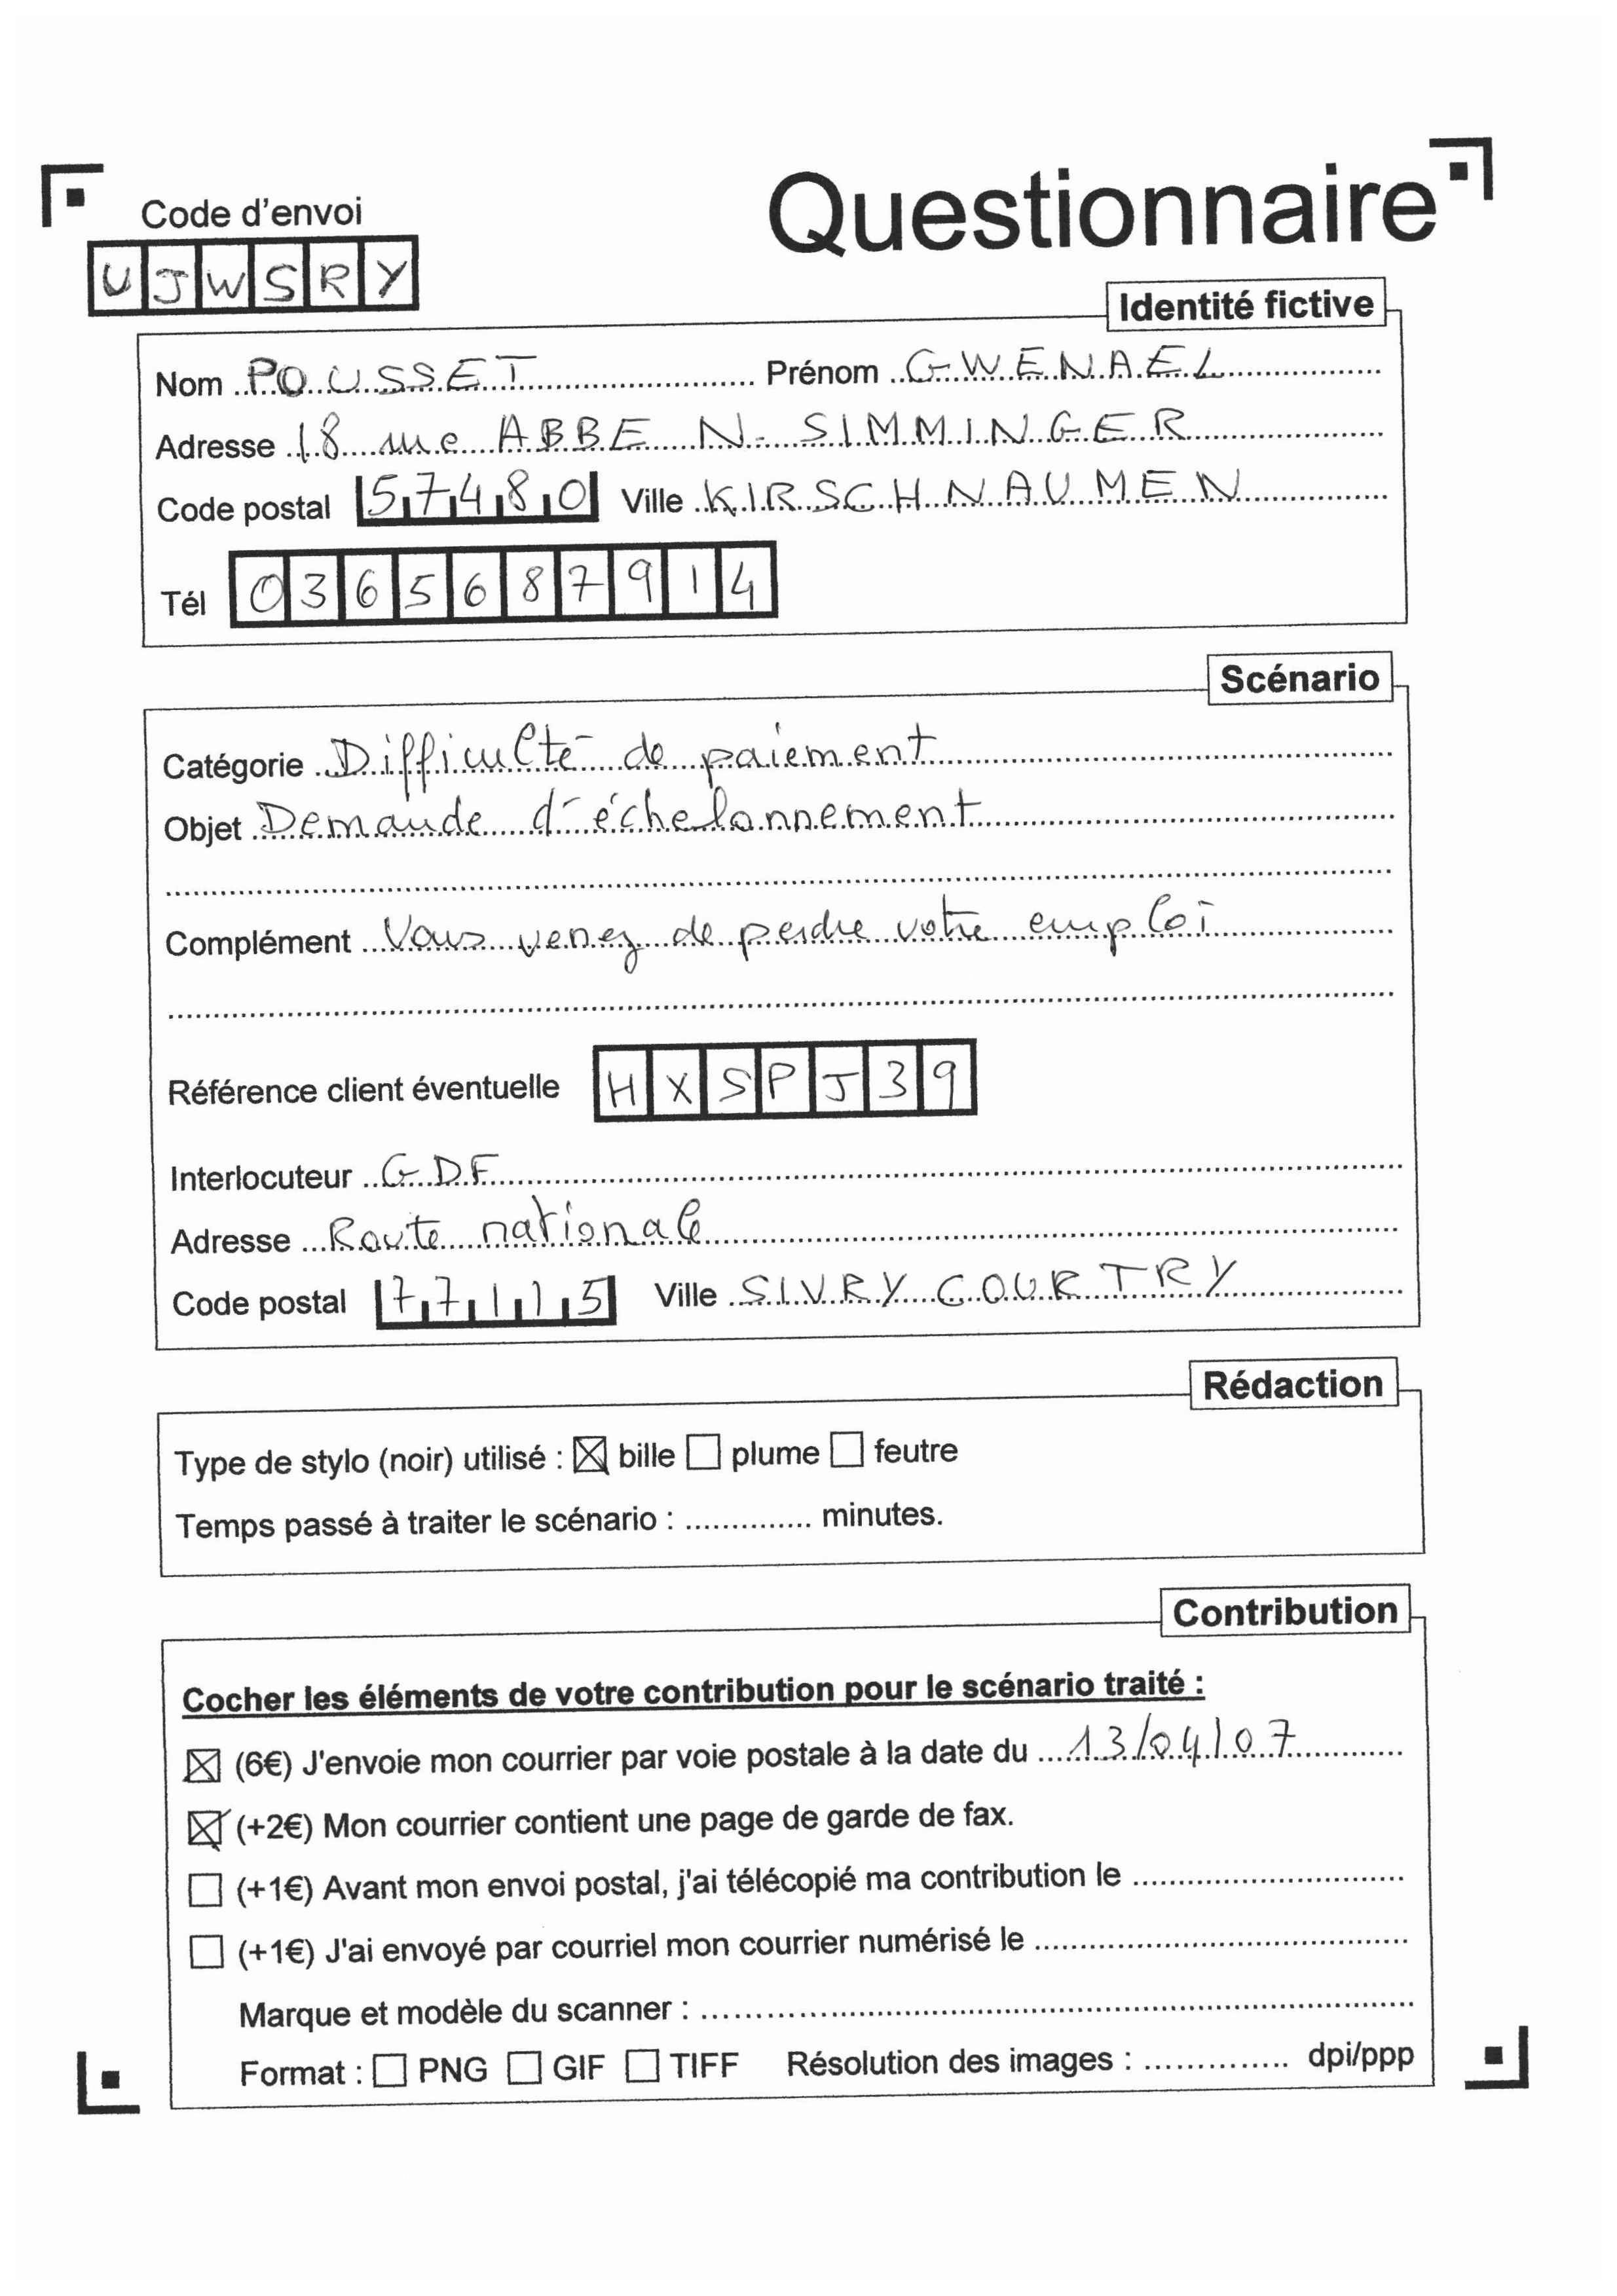 Questionnaire
Code d'envoi
UJWSRY
Identité fictive
Nom POUSSET Prénom GWENAEL
Adresse 18 rue ABBE N. SIMMINGER
Code postal 57480 Ville KIRSCHNAUMEN
Tél 0365687914
Scénario
Catégorie Difficulté de paiement
Objet Demande d'échelonnement
Complément Vous venez de perdre votre emploi
Référence client éventuelle HXSPJ39
Interlocuteur GDF
Adresse Route nationale
Code postal 77115 Ville SIVRY COURTRY
Rédaction
Type de stylo (noir) utilisé : ☒ bille ☐ plume ☐ feutre
Temps passé à traiter le scénario : .............. minutes.
Contribution
Cocher les éléments de votre contribution pour le scénario traité :
☒ (6€) J'envoie mon courrier par voie postale à la date du 13/04/07
☒ (+2€) Mon courrier contient une page de garde de fax.
☐ (+1€) Avant mon envoi postal, j'ai télécopié ma contribution le ..............................
☐ (+1€) J'ai envoyé par courriel mon courrier numérisé le ..............................
Marque et modèle du scanner : ..............................
Format : ☐ PNG ☐ GIF ☐ TIFF Résolution des images : .............. dpi/ppp